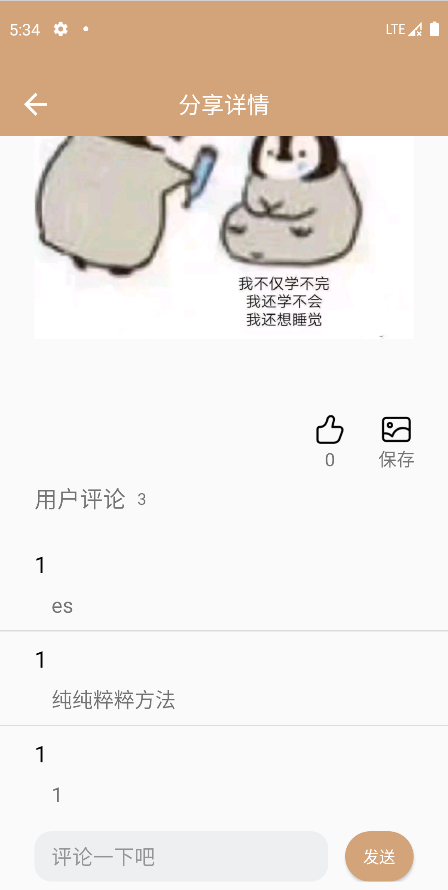 5:34
LTE
分享详情
我不仅学不完
我还学不会
我还想睡觉
0
保存
用户评论 3
1
es
1
纯纯粹粹方法
1
1
评论一下吧
发送